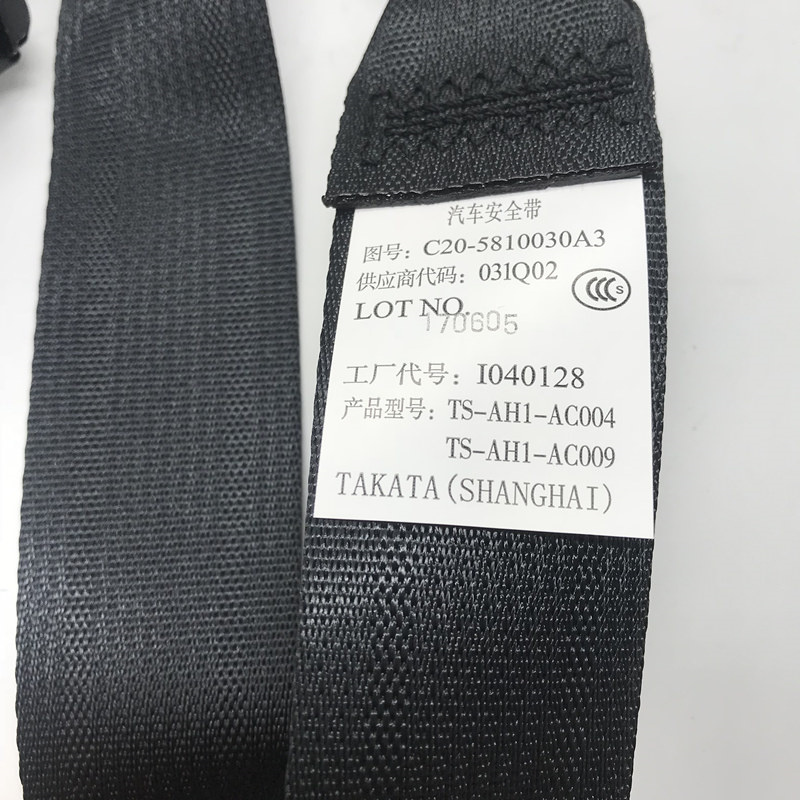 汽车安全带
图号：C20-5810030A3
供应商代码：031Q02
CCC S
LOT NO.
170605
工厂代号：I040128
产品型号：TS-AH1-AC004
TS-AH1-AC009
TAKATA(SHANGHAI)